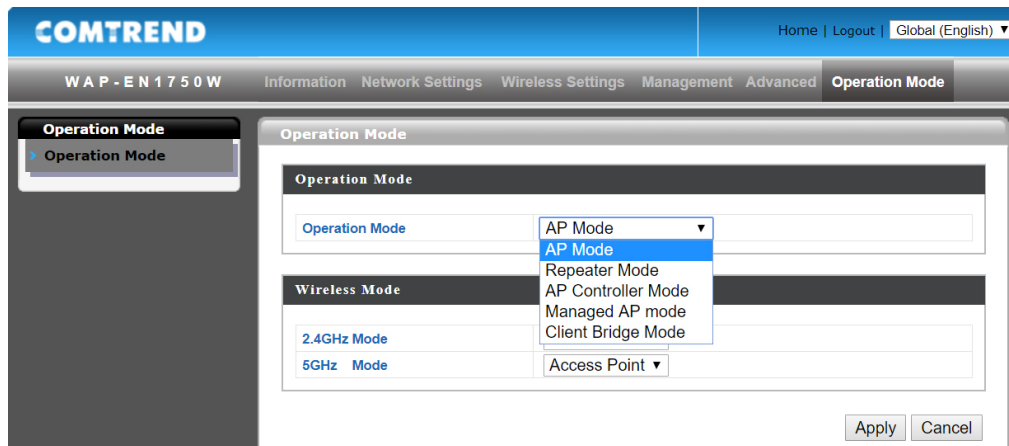 COMTREND
Home | Logout | Global (English) ▼
WAP-EN1750W Information Network Settings Wireless Settings Management Advanced Operation Mode
Operation Mode
Operation Mode
Operation Mode
Operation Mode
Operation Mode AP Mode ▼
AP Mode
Repeater Mode
AP Controller Mode
Managed AP mode
Client Bridge Mode
Wireless Mode
2.4GHz Mode
5GHz Mode Access Point ▼
Apply Cancel